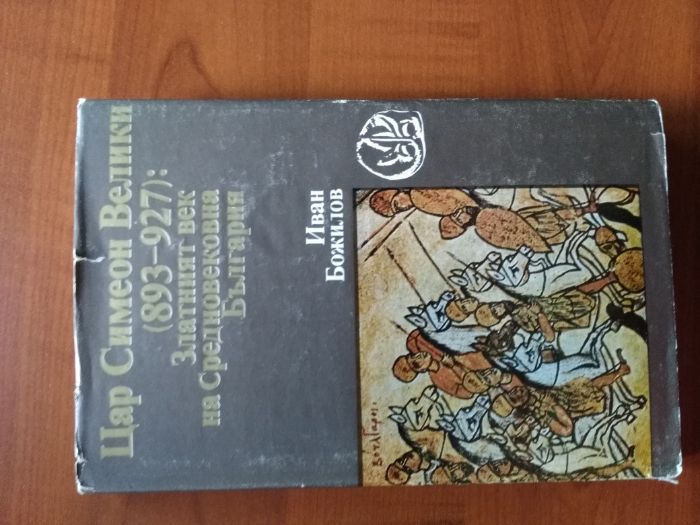 Цар Симеон Велики
(893–927):
Златният век
на Средновековна
България
Иван
Божилов